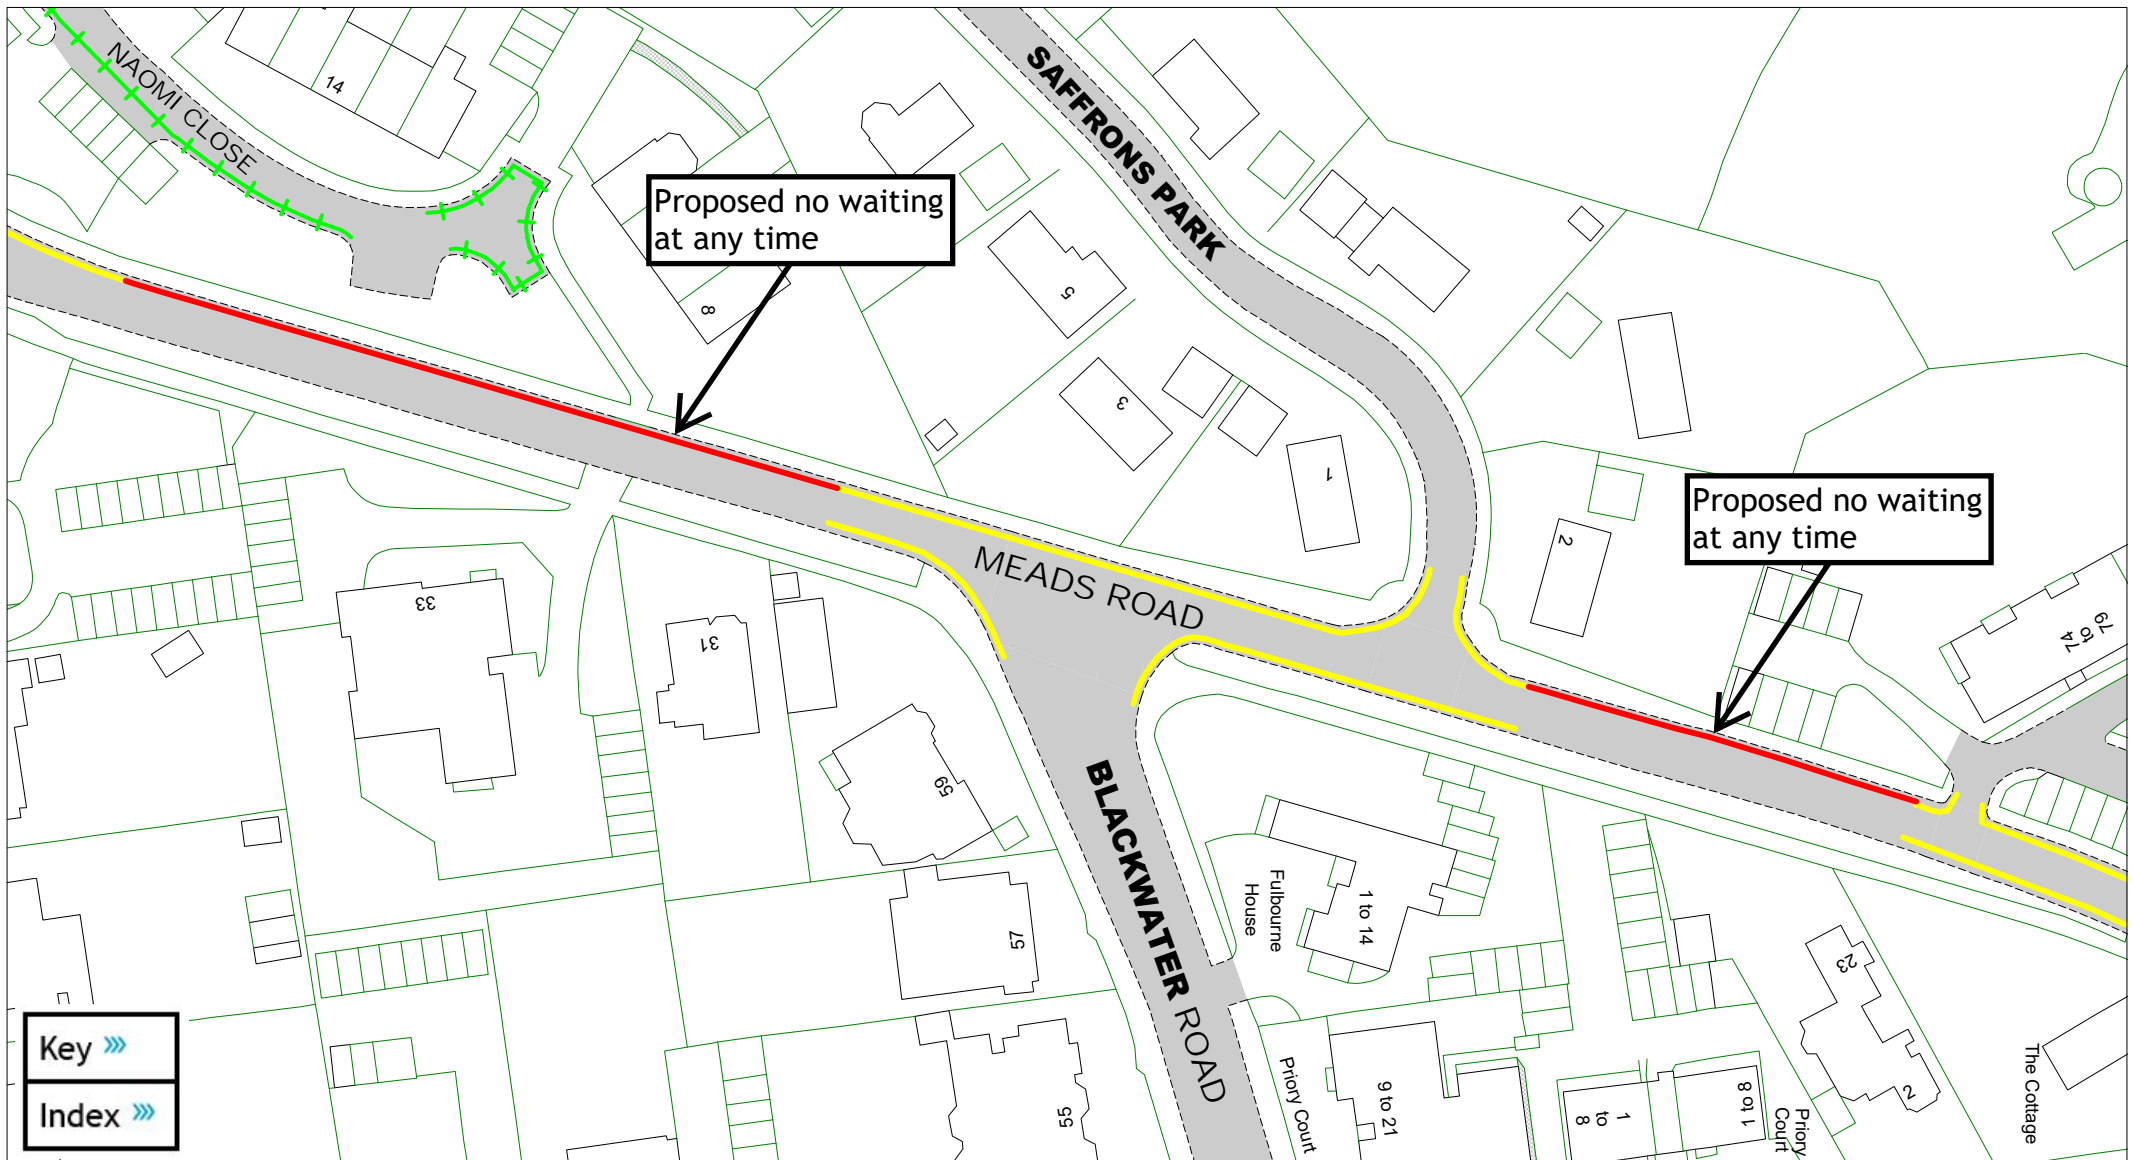 NAOMI CLOSE
14
SAFFRONS PARK
Proposed no waiting
at any time
8
5
3
1
2
Proposed no waiting
at any time
79
to
74
MEADS ROAD
33
31
59
57
55
BLACKWATER ROAD
Fulbourne
House
1 to 14
Priory Court
9 to 21
1
to
8
1 to 8
Priory
Court
23
2
The Cottage
Key »»
Index »»